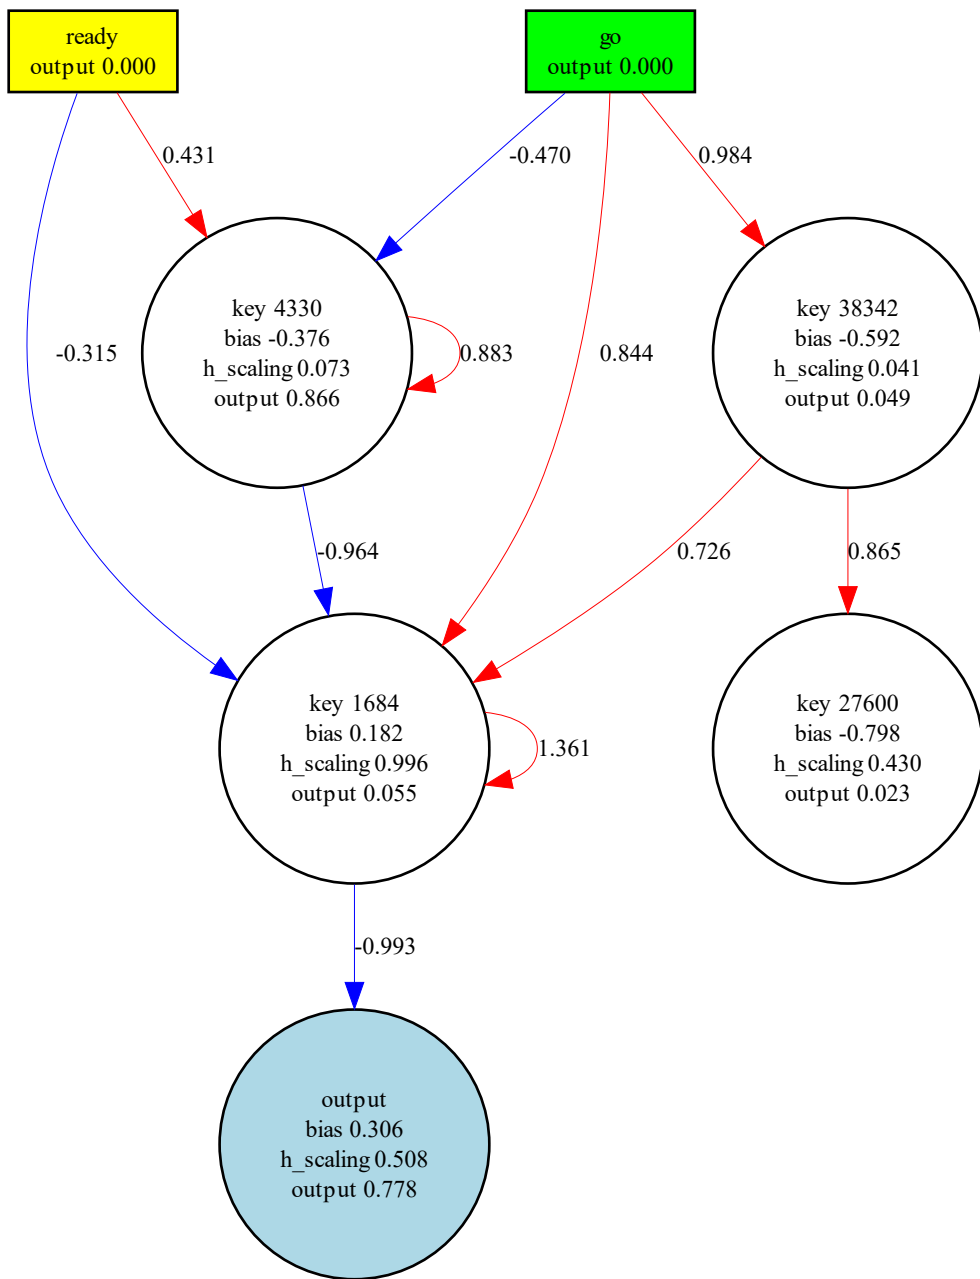 ready
output 0.000
go
output 0.000
0.431
-0.470
0.984
key 4330
bias -0.376
h_scaling 0.073
output 0.866
key 38342
bias -0.592
h_scaling 0.041
output 0.049
-0.315
0.883
0.844
-0.964
0.726
0.865
key 1684
bias 0.182
h_scaling 0.996
output 0.055
1.361
key 27600
bias -0.798
h_scaling 0.430
output 0.023
-0.993
output
bias 0.306
h_scaling 0.508
output 0.778